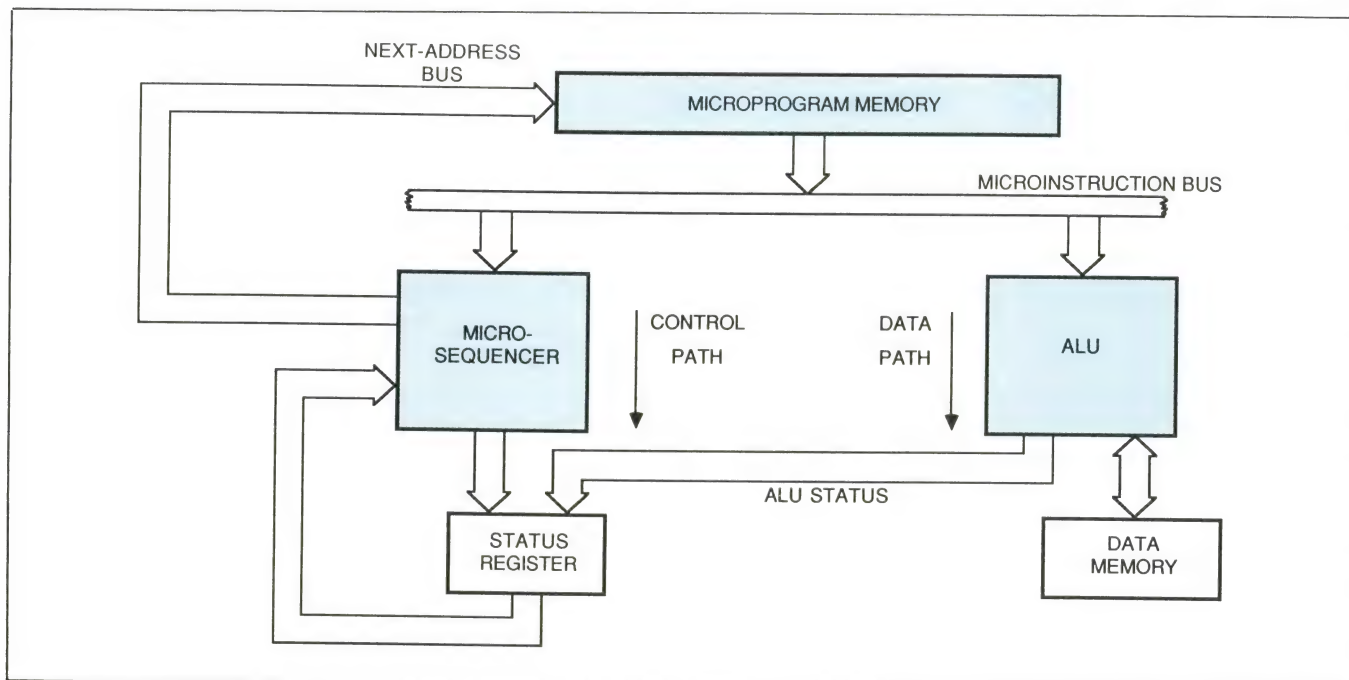 NEXT-ADDRESS
BUS
MICROPROGRAM MEMORY
MICROINSTRUCTION BUS
MICRO-
SEQUENCER
CONTROL
PATH
DATA
PATH
ALU
ALU STATUS
STATUS
REGISTER
DATA
MEMORY